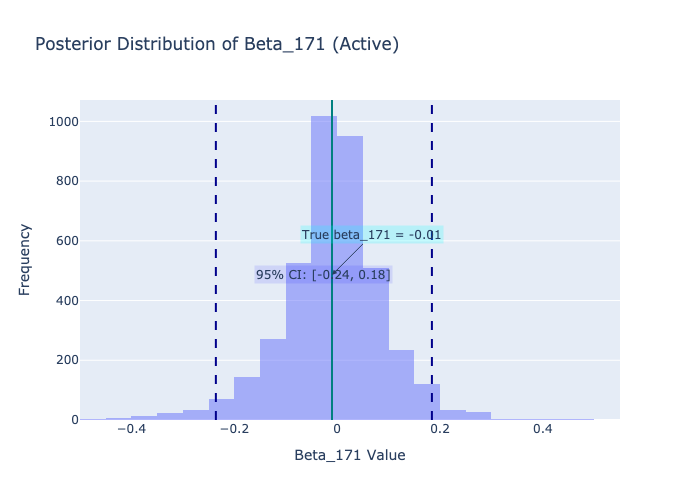 Posterior Distribution of Beta_171 (Active)
1000
800
600
400
200
0
Frequency
True beta_171 = -0.01
95% CI: [-0.24, 0.18]
−0.4
−0.2
0
0.2
0.4
Beta_171 Value